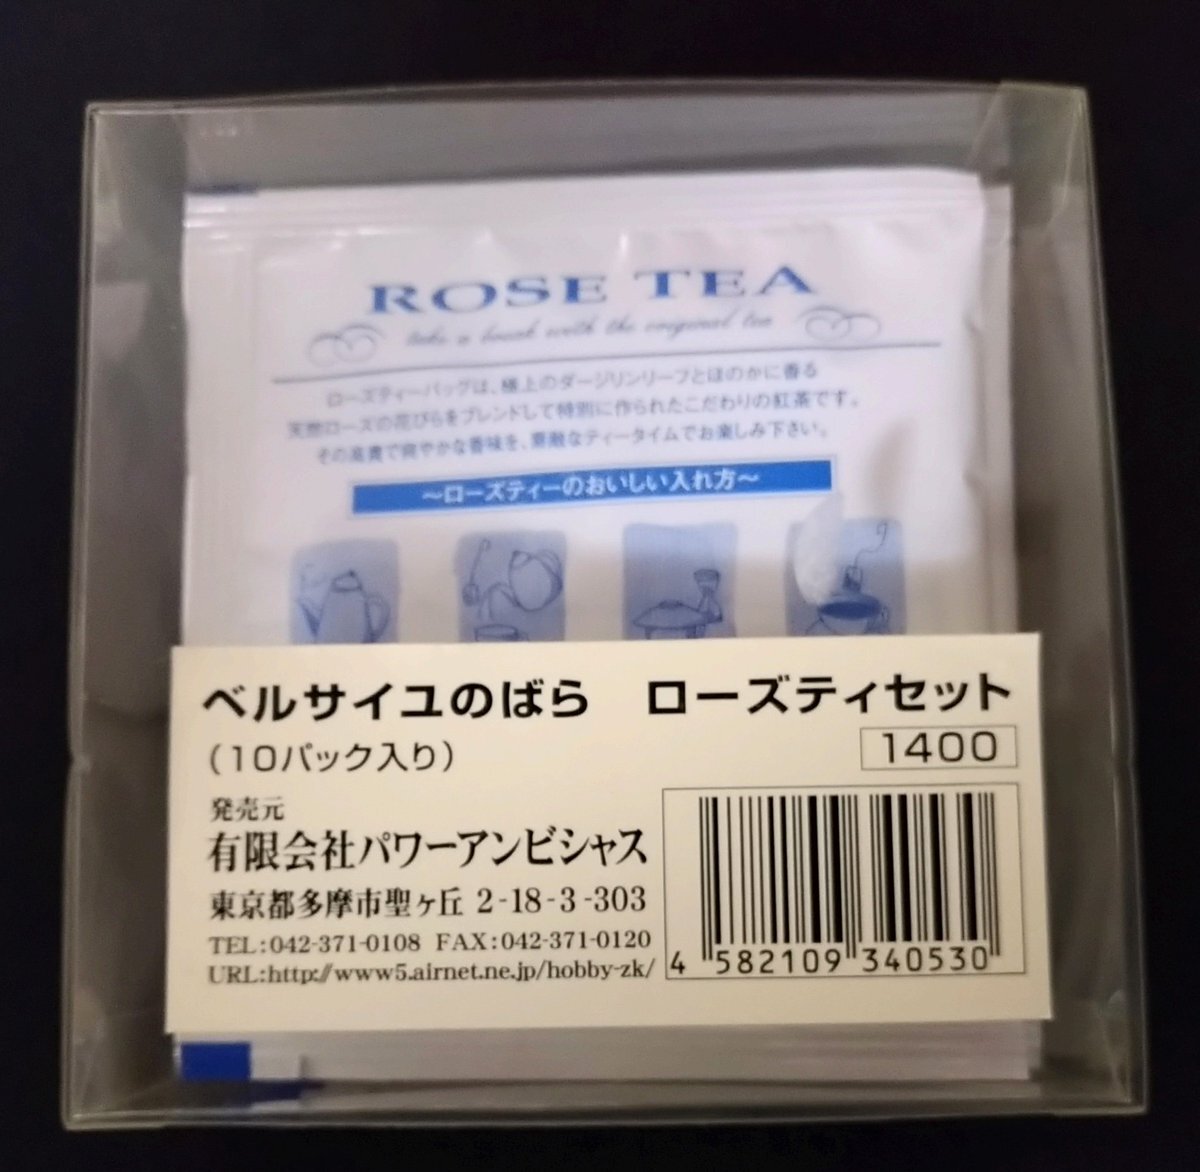 ROSE TEA
take a break with the original tea
ローズティーバッグは、極上のダージリンリーフとほのかに香る
天然ローズの花びらをブレンドして特別に作られたこだわりの紅茶です。
その高貴で爽やかな香味を、素敵なティータイムでお楽しみ下さい。
〜ローズティーのおいしい入れ方〜
ベルサイユのばら ローズティセット
(10パック入り)
1400
発売元
有限会社パワーアンビシャス
東京都多摩市聖ヶ丘 2-18-3-303
TEL:042-371-0108 FAX:042-371-0120
URL:http://www5.airnet.ne.jp/hobby-zk/
4 582109 340530